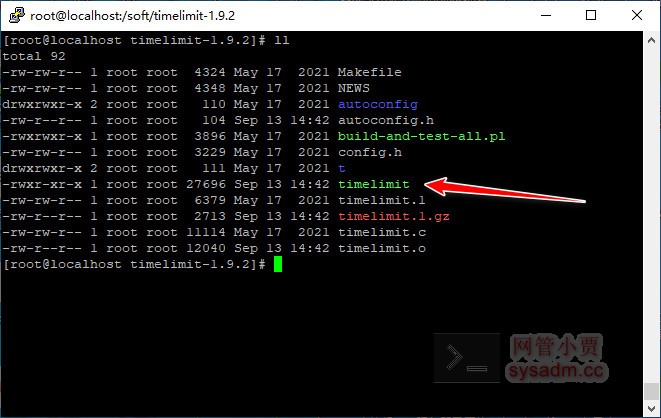 root@localhost:/soft/timelimit-1.9.2
[root@localhost timelimit-1.9.2]# ll
total 92
-rw-rw-r-- 1 root root  4324 May 17  2021 Makefile
-rw-rw-r-- 1 root root  4348 May 17  2021 NEWS
drwxrwxr-x 2 root root   110 May 17  2021 autoconfig
-rw-r--r-- 1 root root   104 Sep 13 14:42 autoconfig.h
-rwxrwxr-x 1 root root  3896 May 17  2021 build-and-test-all.pl
-rw-rw-r-- 1 root root  3229 May 17  2021 config.h
drwxrwxr-x 2 root root   111 May 17  2021 t
-rwxr-xr-x 1 root root 27696 Sep 13 14:42 timelimit
-rw-rw-r-- 1 root root  6379 May 17  2021 timelimit.1
-rw-r--r-- 1 root root  2713 Sep 13 14:42 timelimit.1.gz
-rw-rw-r-- 1 root root 11114 May 17  2021 timelimit.c
-rw-r--r-- 1 root root 12040 Sep 13 14:42 timelimit.o
[root@localhost timelimit-1.9.2]#
网管小贾
sysadm.cc